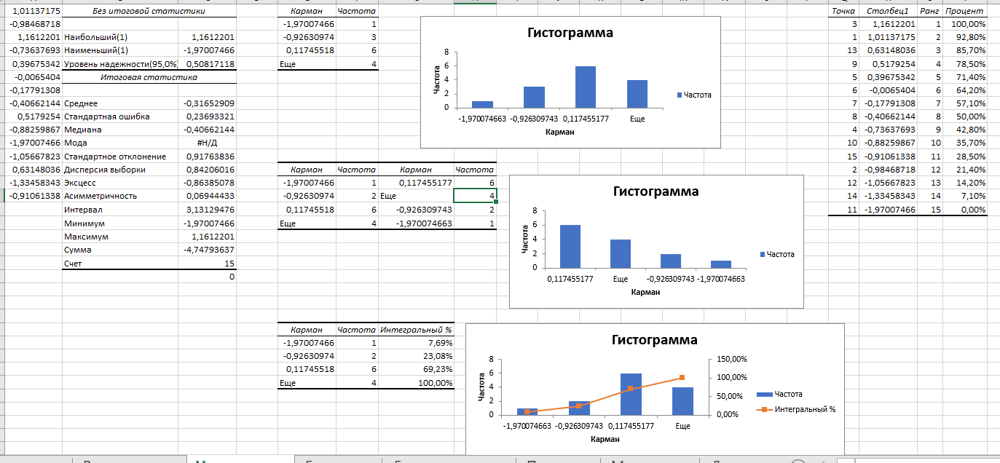 1,01137175
Без итоговой статистики
-0,98468718
1,1612201 Наибольший(1) 1,1612201
-0,73637693 Наименьший(1) -1,97007466
0,39675342 Уровень надежности(95,0%) 0,50817118
-0,0065404 Итоговая статистика
-0,17791308
-0,40662144 Среднее -0,31652909
0,5179254 Стандартная ошибка 0,23693321
-0,88259867 Медиана -0,40662144
-1,97007466 Мода #Н/Д
-1,05667823 Стандартное отклонение 0,91763836
0,63148036 Дисперсия выборки 0,84206016
-1,33458343 Эксцесс -0,86385078
-0,91061338 Асимметричность 0,06944433
Интервал 3,13129476
Минимум -1,97007466
Максимум 1,1612201
Сумма -4,74793637
Счет 15
0
Карман Частота
-1,97007466 1
-0,92630974 3
0,11745518 6
Еще 4
Гистограмма
Частота
8
6
4
2
0
-1,970074663 -0,926309743 0,117455177 Еще
Карман
Частота
Карман Частота Карман Частота
-1,97007466 1 0,117455177 6
-0,92630974 2 Еще 4
0,11745518 6 -0,926309743 2
Еще 4 -1,970074663 1
Гистограмма
Частота
8
6
4
2
0
0,117455177 Еще -0,926309743 -1,970074663
Карман
Частота
Карман Частота Интегральный %
-1,97007466 1 7,69%
-0,92630974 2 23,08%
0,11745518 6 69,23%
Еще 4 100,00%
Гистограмма
Частота
8
6
4
2
0
150,00%
100,00%
50,00%
0,00%
-1,970074663 -0,926309743 0,117455177 Еще
Карман
Частота
Интегральный %
Точка Столбец1 Ранг Процент
3 1,1612201 1 100,00%
1 1,01137175 2 92,80%
13 0,63148036 3 85,70%
9 0,5179254 4 78,50%
5 0,39675342 5 71,40%
6 -0,0065404 6 64,20%
7 -0,17791308 7 57,10%
8 -0,40662144 8 50,00%
4 -0,73637693 9 42,80%
10 -0,88259867 10 35,70%
15 -0,91061338 11 28,50%
2 -0,98468718 12 21,40%
12 -1,05667823 13 14,20%
14 -1,33458343 14 7,10%
11 -1,97007466 15 0,00%